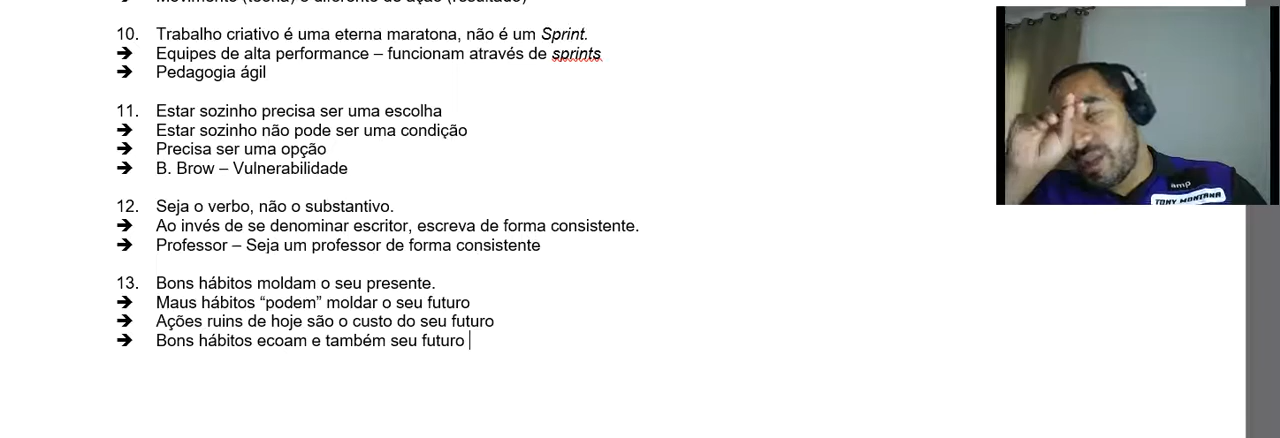 10. Trabalho criativo é uma eterna maratona, não é um Sprint.
➔ Equipes de alta performance – funcionam através de sprints
➔ Pedagogia ágil
11. Estar sozinho precisa ser uma escolha
➔ Estar sozinho não pode ser uma condição
➔ Precisa ser uma opção
➔ B. Brow – Vulnerabilidade
12. Seja o verbo, não o substantivo.
➔ Ao invés de se denominar escritor, escreva de forma consistente.
➔ Professor – Seja um professor de forma consistente
13. Bons hábitos moldam o seu presente.
➔ Maus hábitos “podem” moldar o seu futuro
➔ Ações ruins de hoje são o custo do seu futuro
➔ Bons hábitos ecoam e também seu futuro
amp
TONY MONTANA